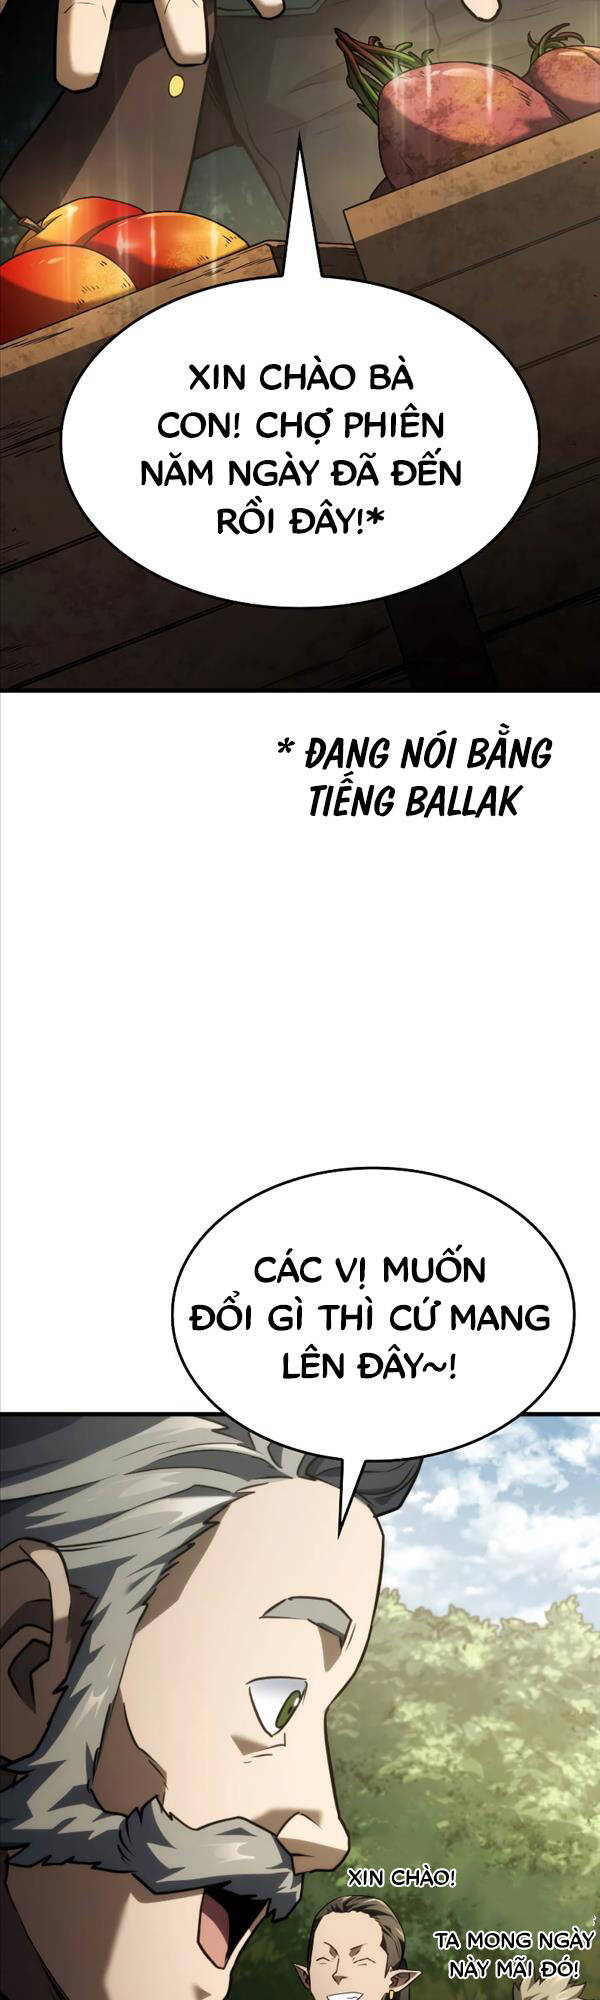 XIN CHÀO BÀ
CON! CHỢ PHIÊN
NĂM NGÀY ĐÃ ĐẾN
RỒI ĐÂY!*
* ĐANG NÓI BẰNG
TIẾNG BALLAK
CÁC VỊ MUỐN
ĐỔI GÌ THÌ CỨ MANG
LÊN ĐÂY~!
XIN CHÀO!
TA MONG NGÀY
NÀY MÃI ĐÓ!